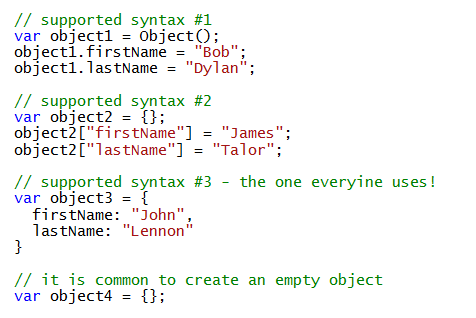 // supported syntax #1
var object1 = Object();
object1.firstName = "Bob";
object1.lastName = "Dylan";

// supported syntax #2
var object2 = {};
object2["firstName"] = "James";
object2["lastName"] = "Talor";

// supported syntax #3 - the one everyine uses!
var object3 = {
  firstName: "John",
  lastName: "Lennon"
}

// it is common to create an empty object
var object4 = {};